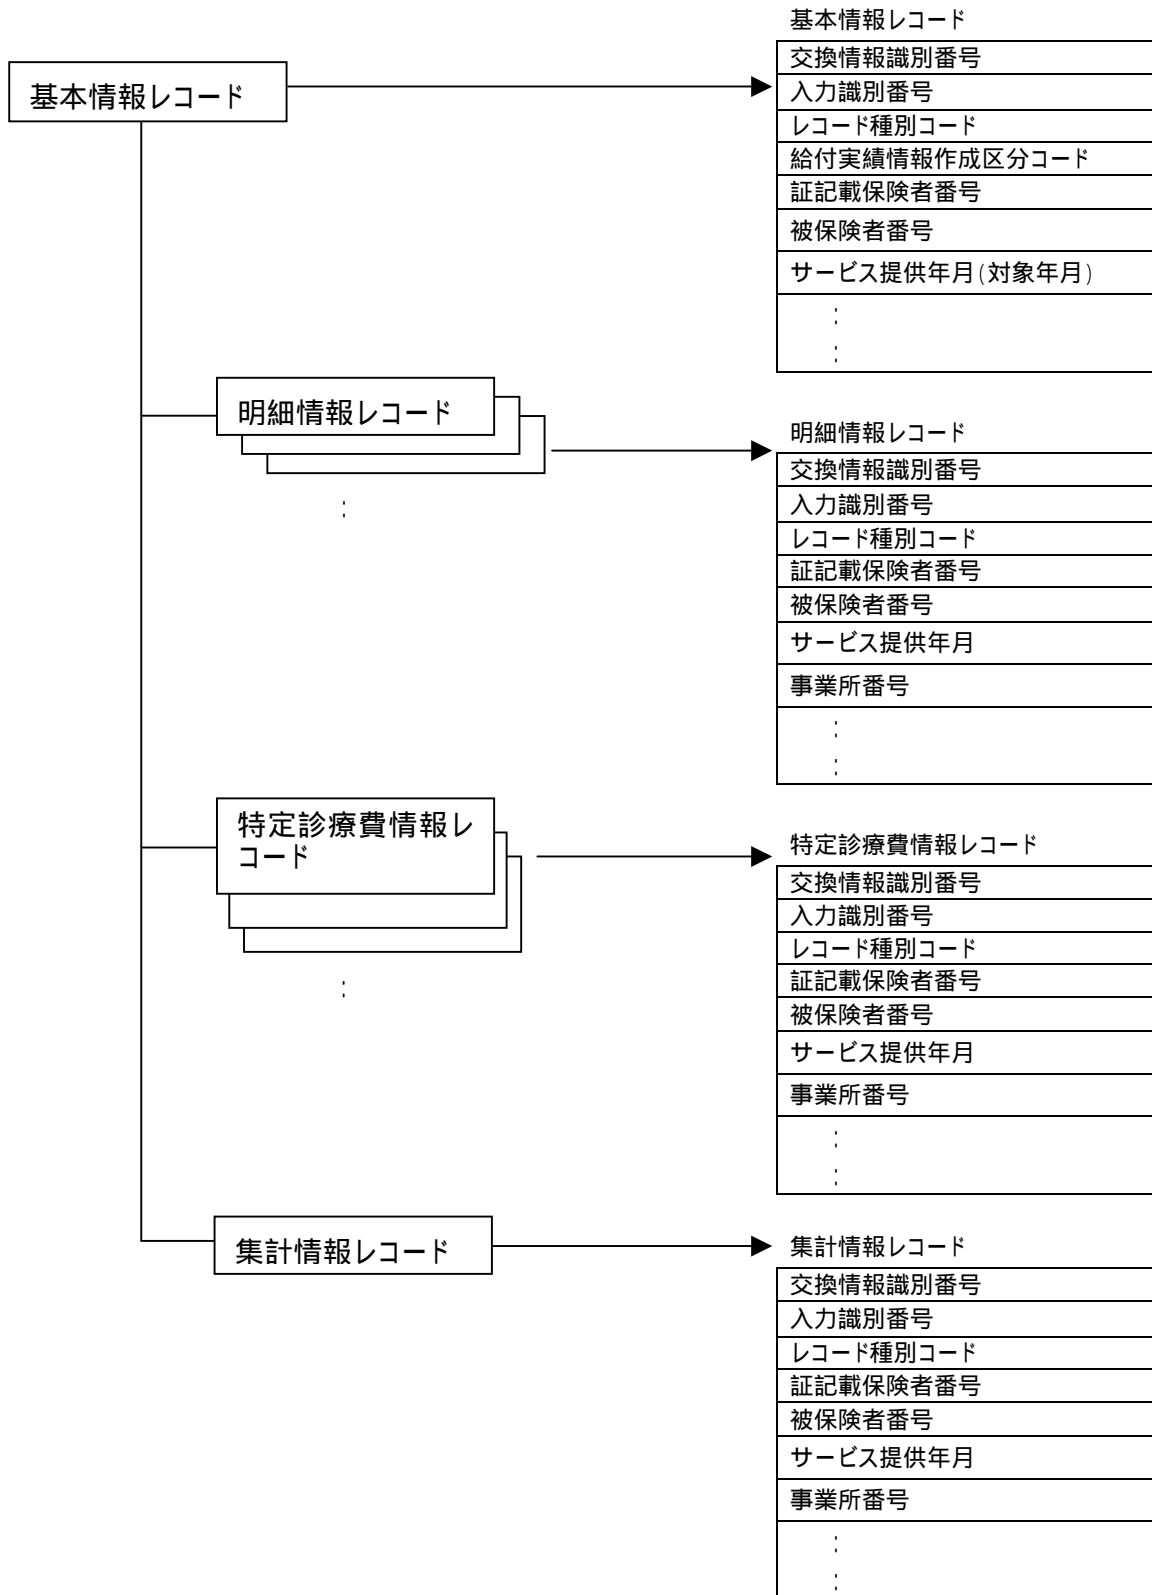 基本情報レコード
基本情報レコード
交換情報識別番号
入力識別番号
レコード種別コード
給付実績情報作成区分コード
証記載保険者番号
被保険者番号
サービス提供年月(対象年月)
:
:
明細情報レコード
:
明細情報レコード
交換情報識別番号
入力識別番号
レコード種別コード
証記載保険者番号
被保険者番号
サービス提供年月
事業所番号
:
:
特定診療費情報レ
コード
:
特定診療費情報レコード
交換情報識別番号
入力識別番号
レコード種別コード
証記載保険者番号
被保険者番号
サービス提供年月
事業所番号
:
:
集計情報レコード
集計情報レコード
交換情報識別番号
入力識別番号
レコード種別コード
証記載保険者番号
被保険者番号
サービス提供年月
事業所番号
:
: